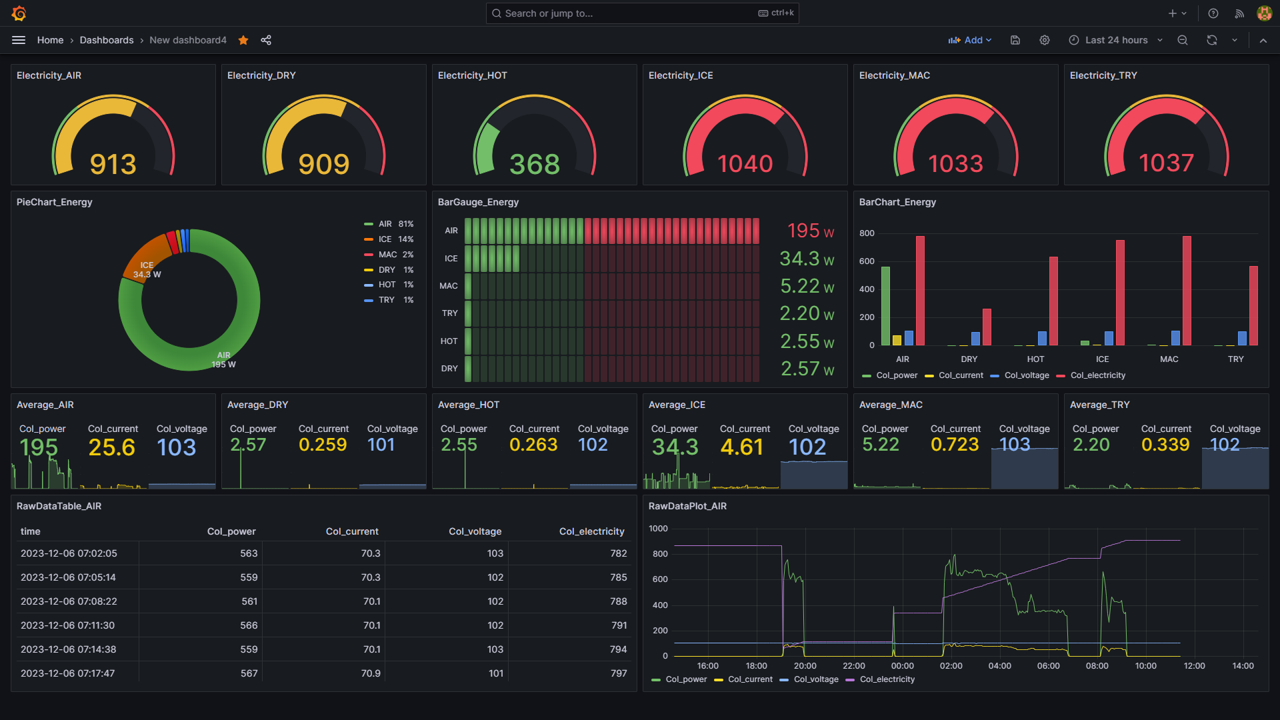 Search or jump to... ctrl+k
Home › Dashboards › New dashboard4 Add Last 24 hours
Electricity_AIR Electricity_DRY Electricity_HOT Electricity_ICE Electricity_MAC Electricity_TRY
913 909 368 1040 1033 1037
PieChart_Energy
ICE
34.3 W
AIR
195 W
AIR 81%
ICE 14%
MAC 2%
DRY 1%
HOT 1%
TRY 1%
BarGauge_Energy
AIR 195 W
ICE 34.3 W
MAC 5.22 W
TRY 2.20 W
HOT 2.55 W
DRY 2.57 W
BarChart_Energy
800
600
400
200
0
AIR DRY HOT ICE MAC TRY
Col_power Col_current Col_voltage Col_electricity
Average_AIR
Col_power Col_current Col_voltage
195 25.6 103
Average_DRY
Col_power Col_current Col_voltage
2.57 0.259 101
Average_HOT
Col_power Col_current Col_voltage
2.55 0.263 102
Average_ICE
Col_power Col_current Col_voltage
34.3 4.61 102
Average_MAC
Col_power Col_current Col_voltage
5.22 0.723 103
Average_TRY
Col_power Col_current Col_voltage
2.20 0.339 102
RawDataTable_AIR
time Col_power Col_current Col_voltage Col_electricity
2023-12-06 07:02:05 563 70.3 103 782
2023-12-06 07:05:14 559 70.3 102 785
2023-12-06 07:08:22 561 70.1 102 788
2023-12-06 07:11:30 566 70.1 102 791
2023-12-06 07:14:38 559 70.1 103 794
2023-12-06 07:17:47 567 70.9 101 797
RawDataPlot_AIR
1000
800
600
400
200
0
16:00 18:00 20:00 22:00 00:00 02:00 04:00 06:00 08:00 10:00 12:00 14:00
Col_power Col_current Col_voltage Col_electricity